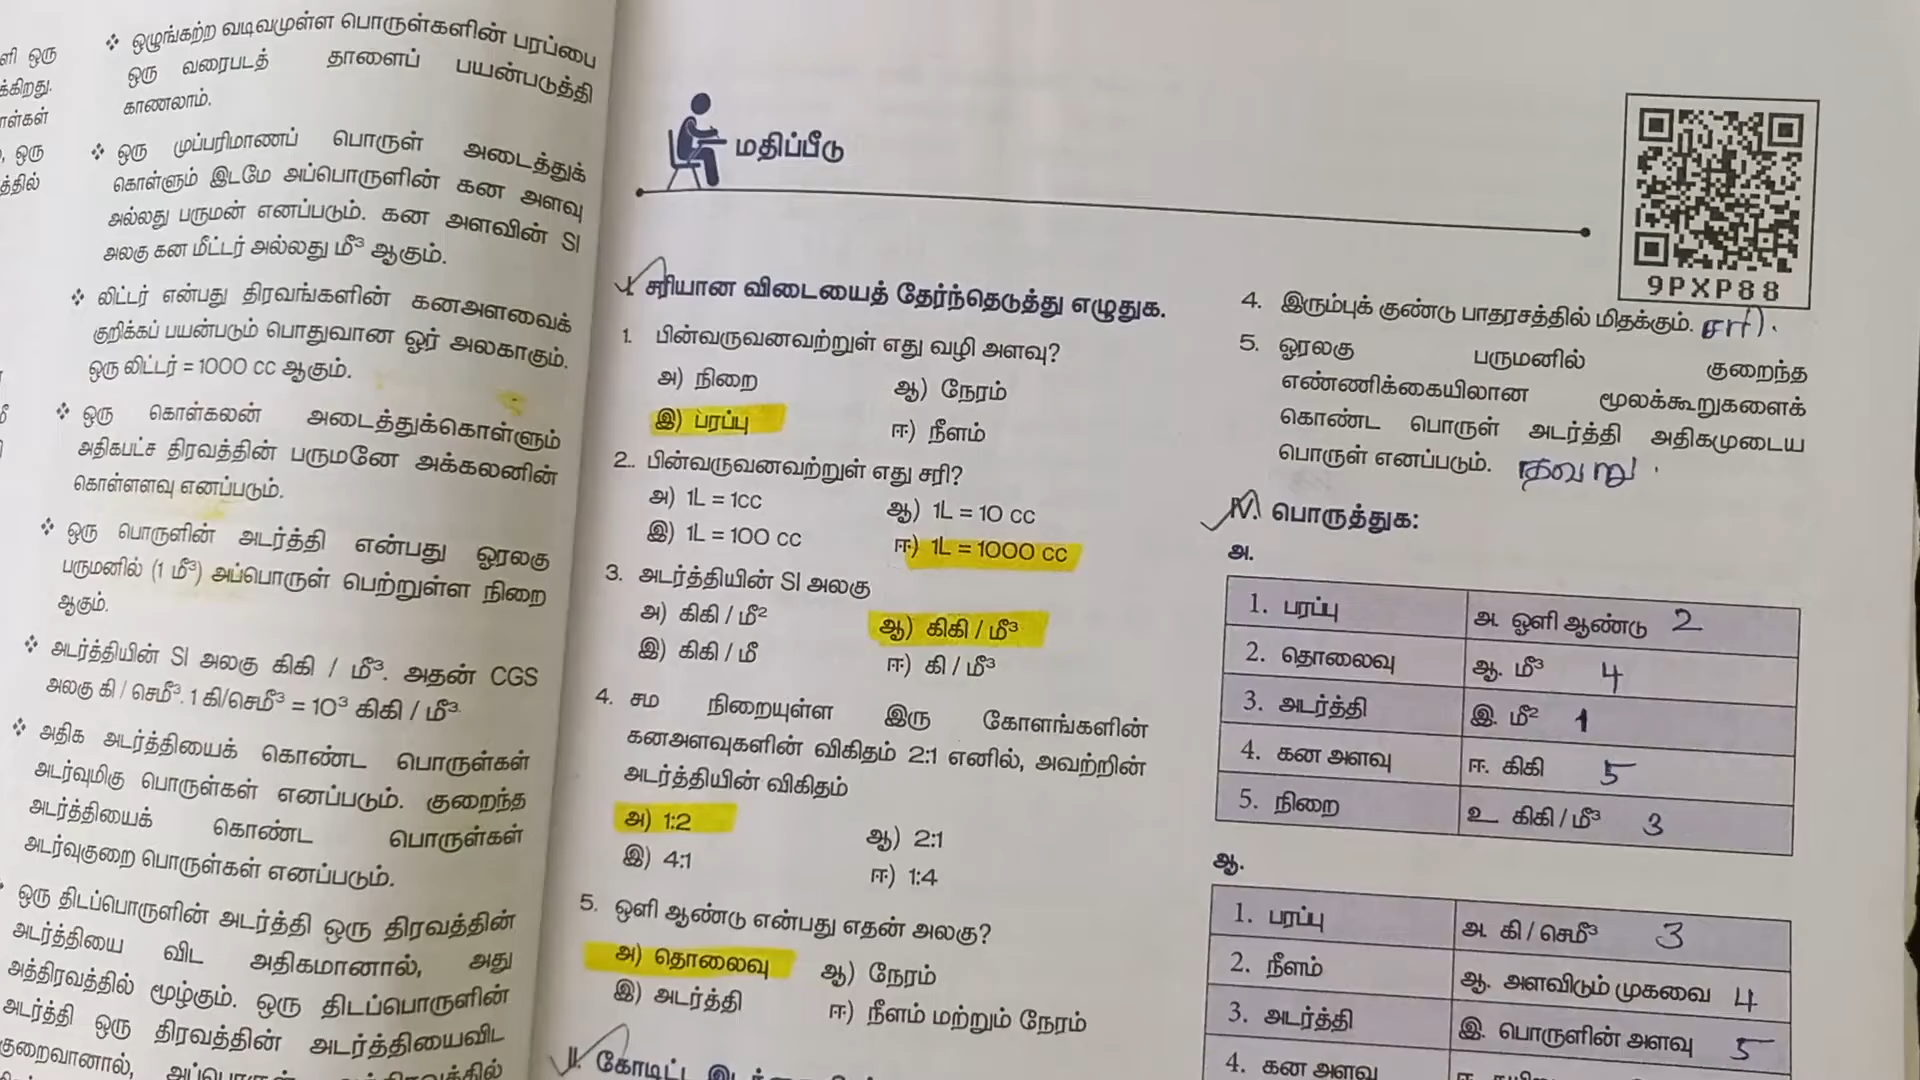 ளி ஒரு
க்கிறது.
ஒரு
த்தில்
❖ ஒழுங்கற்ற வடிவமுள்ள பொருள்களின் பரப்பை
ஒரு வரைபடத் தாளைப் பயன்படுத்தி
காணலாம்.
❖ ஒரு முப்பரிமாணப் பொருள் அடைத்துக்
கொள்ளும் இடமே அப்பொருளின் கன அளவு
அல்லது பருமன் எனப்படும். கன அளவின் SI
அலகு கன மீட்டர் அல்லது மீ³ ஆகும்.
❖ லிட்டர் என்பது திரவங்களின் கனஅளவைக்
குறிக்கப் பயன்படும் பொதுவான ஓர் அலகாகும்.
ஒரு லிட்டர் = 1000 cc ஆகும்.
❖ ஒரு கொள்கலன் அடைத்துக்கொள்ளும்
அதிகபட்ச திரவத்தின் பருமனே அக்கலனின்
கொள்ளளவு எனப்படும்.
❖ ஒரு பொருளின் அடர்த்தி என்பது ஓரலகு
பருமனில் (1 மீ³) அப்பொருள் பெற்றுள்ள நிறை
ஆகும்.
❖ அடர்த்தியின் SI அலகு கிகி / மீ³. அதன் CGS
அலகு கி / செமீ³. 1 கி/செமீ³ = 10³ கிகி / மீ³.
❖ அதிக அடர்த்தியைக் கொண்ட பொருள்கள்
அடர்வுமிகு பொருள்கள் எனப்படும். குறைந்த
அடர்த்தியைக் கொண்ட பொருள்கள்
அடர்வுகுறை பொருள்கள் எனப்படும்.
ஒரு திடப்பொருளின் அடர்த்தி ஒரு திரவத்தின்
அடர்த்தியை விட அதிகமானால், அது
அத்திரவத்தில் மூழ்கும். ஒரு திடப்பொருளின்
அடர்த்தி ஒரு திரவத்தின் அடர்த்தியைவிட
குறைவானால்,
மதிப்பீடு
9PXP88
I. சரியான விடையைத் தேர்ந்தெடுத்து எழுதுக.
1. பின்வருவனவற்றுள் எது வழி அளவு?
அ) நிறை ஆ) நேரம்
இ) பரப்பு ஈ) நீளம்
2. பின்வருவனவற்றுள் எது சரி?
அ) 1L = 1cc ஆ) 1L = 10 cc
இ) 1L = 100 cc ஈ) 1L = 1000 cc
3. அடர்த்தியின் SI அலகு
அ) கிகி / மீ² ஆ) கிகி / மீ³
இ) கிகி / மீ ஈ) கி / மீ³
4. சம நிறையுள்ள இரு கோளங்களின்
கனஅளவுகளின் விகிதம் 2:1 எனில், அவற்றின்
அடர்த்தியின் விகிதம்
அ) 1:2 ஆ) 2:1
இ) 4:1 ஈ) 1:4
5. ஒளி ஆண்டு என்பது எதன் அலகு?
அ) தொலைவு ஆ) நேரம்
இ) அடர்த்தி ஈ) நீளம் மற்றும் நேரம்
II. கோடிட்ட
4. இரும்புக் குண்டு பாதரசத்தில் மிதக்கும். சரி.
5. ஓரலகு பருமனில் குறைந்த
எண்ணிக்கையிலான மூலக்கூறுகளைக்
கொண்ட பொருள் அடர்த்தி அதிகமுடைய
பொருள் எனப்படும். தவறு.
IV. பொருத்துக:
அ.
1. பரப்பு அ. ஒளி ஆண்டு 2
2. தொலைவு ஆ. மீ³ 4
3. அடர்த்தி இ. மீ² 1
4. கன அளவு ஈ. கிகி 5
5. நிறை உ. கிகி / மீ³ 3
ஆ.
1. பரப்பு அ. கி / செமீ³ 3
2. நீளம் ஆ. அளவிடும் முகவை 4
3. அடர்த்தி இ. பொருளின் அளவு 5
4. கன அளவு